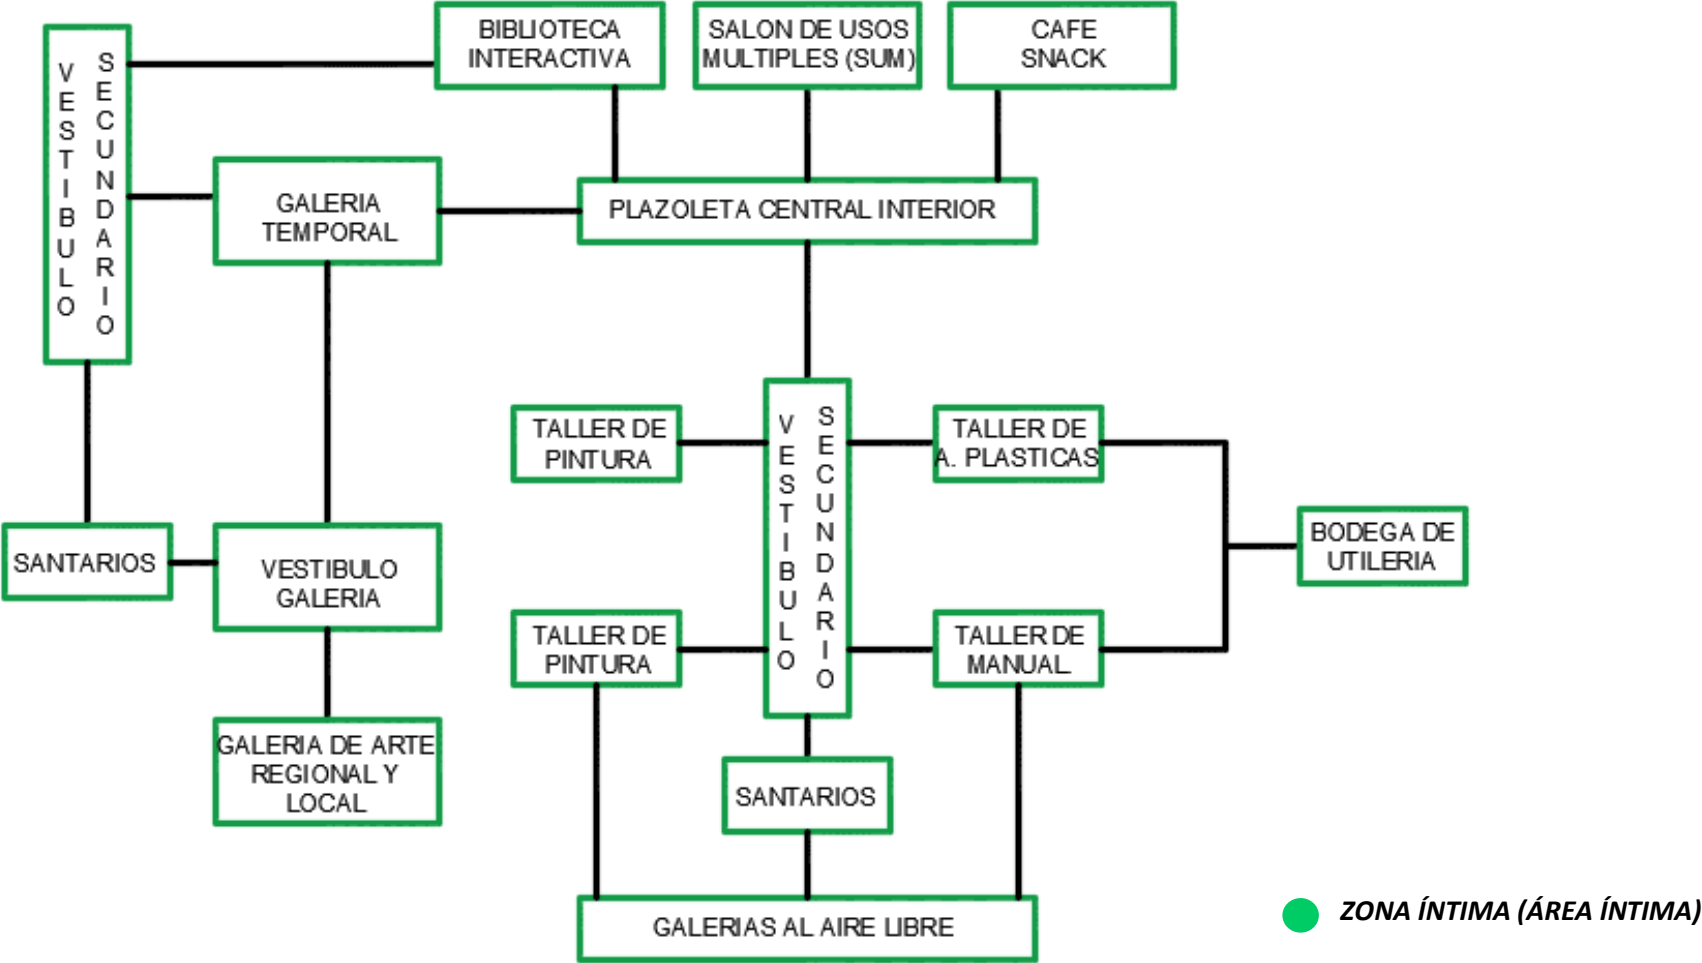 BIBLIOTECA
INTERACTIVA
SALON DE USOS
MULTIPLES (SUM)
CAFE
SNACK
VESTIBULO
SECUNDARIO
GALERIA
TEMPORAL
PLAZOLETA CENTRAL INTERIOR
TALLER DE
PINTURA
VESTIBULO
SECUNDARIO
TALLER DE
A. PLASTICAS
BODEGA DE
UTILERIA
SANTARIOS
VESTIBULO
GALERIA
TALLER DE
PINTURA
TALLER DE
MANUAL
GALERIA DE ARTE
REGIONAL Y
LOCAL
SANTARIOS
GALERIAS AL AIRE LIBRE
ZONA ÍNTIMA (ÁREA ÍNTIMA)